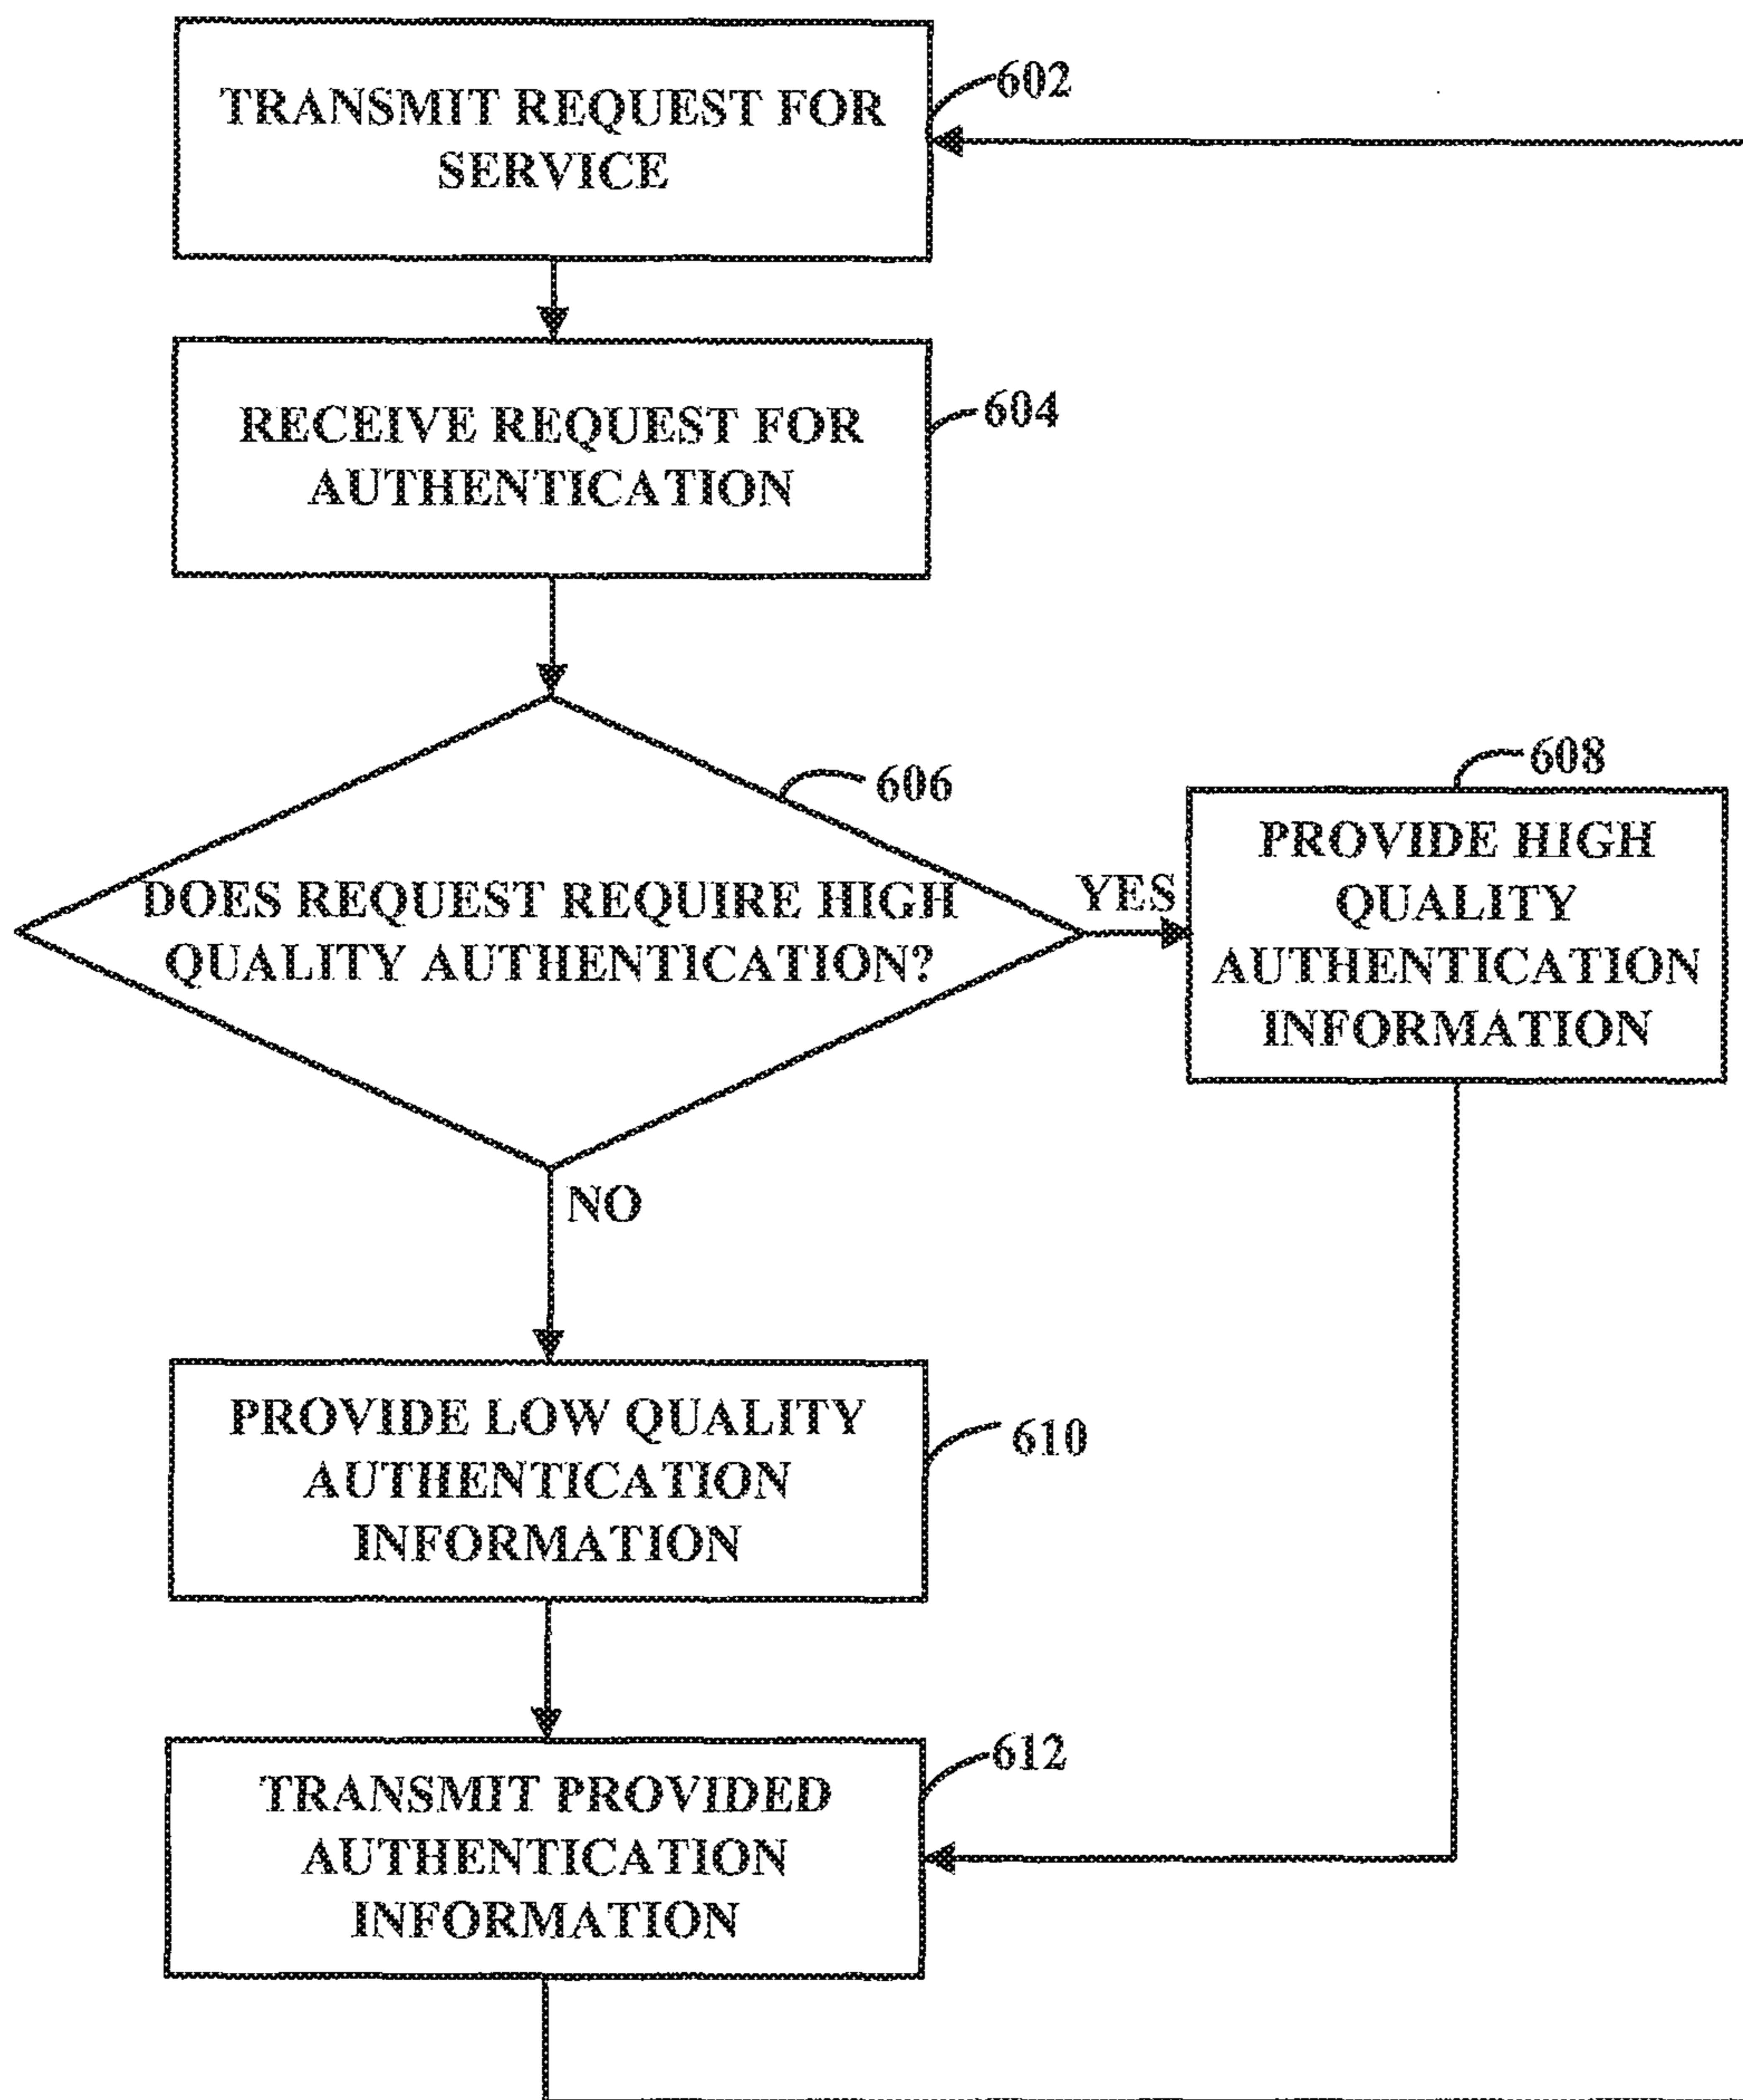 TRANSMIT REQUEST FOR
SERVICE
602
RECEIVE REQUEST FOR
AUTHENTICATION
604
606
DOES REQUEST REQUIRE HIGH
QUALITY AUTHENTICATION?
YES
608
PROVIDE HIGH
QUALITY
AUTHENTICATION
INFORMATION
NO
PROVIDE LOW QUALITY
AUTHENTICATION
INFORMATION
610
TRANSMIT PROVIDED
AUTHENTICATION
INFORMATION
612